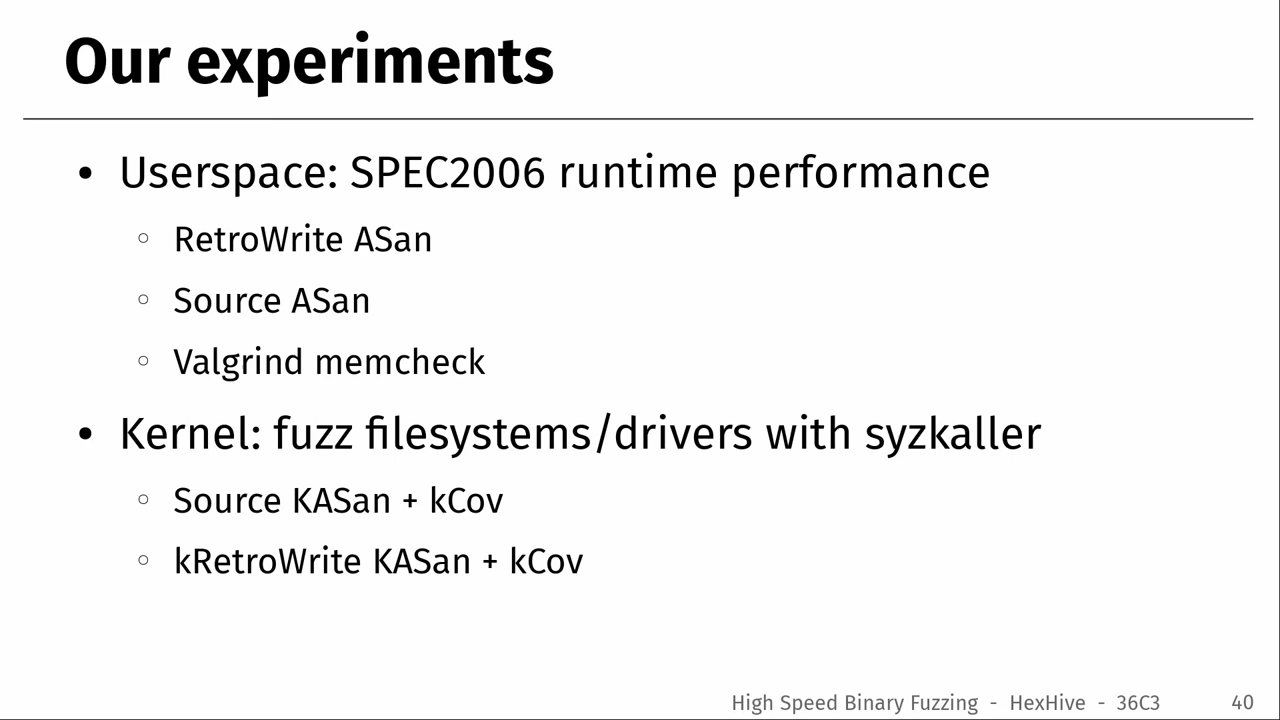 Our experiments
• Userspace: SPEC2006 runtime performance
○ RetroWrite ASan
○ Source ASan
○ Valgrind memcheck
• Kernel: fuzz filesystems/drivers with syzkaller
○ Source KASan + kCov
○ kRetroWrite KASan + kCov
High Speed Binary Fuzzing - HexHive - 36C3 40